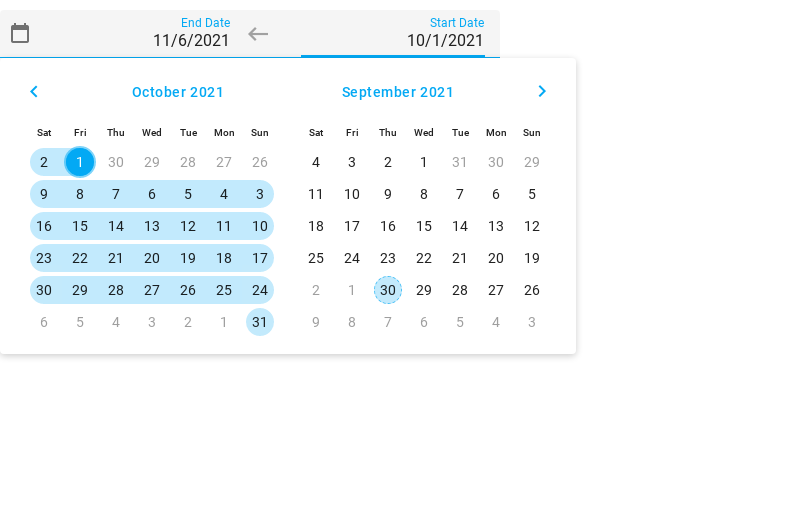 End Date Start Date
11/6/2021 10/1/2021
October 2021 September 2021
Sat Fri Thu Wed Tue Mon Sun Sat Fri Thu Wed Tue Mon Sun
2 1 30 29 28 27 26 4 3 2 1 31 30 29
9 8 7 6 5 4 3 11 10 9 8 7 6 5
16 15 14 13 12 11 10 18 17 16 15 14 13 12
23 22 21 20 19 18 17 25 24 23 22 21 20 19
30 29 28 27 26 25 24 2 1 30 29 28 27 26
6 5 4 3 2 1 31 9 8 7 6 5 4 3